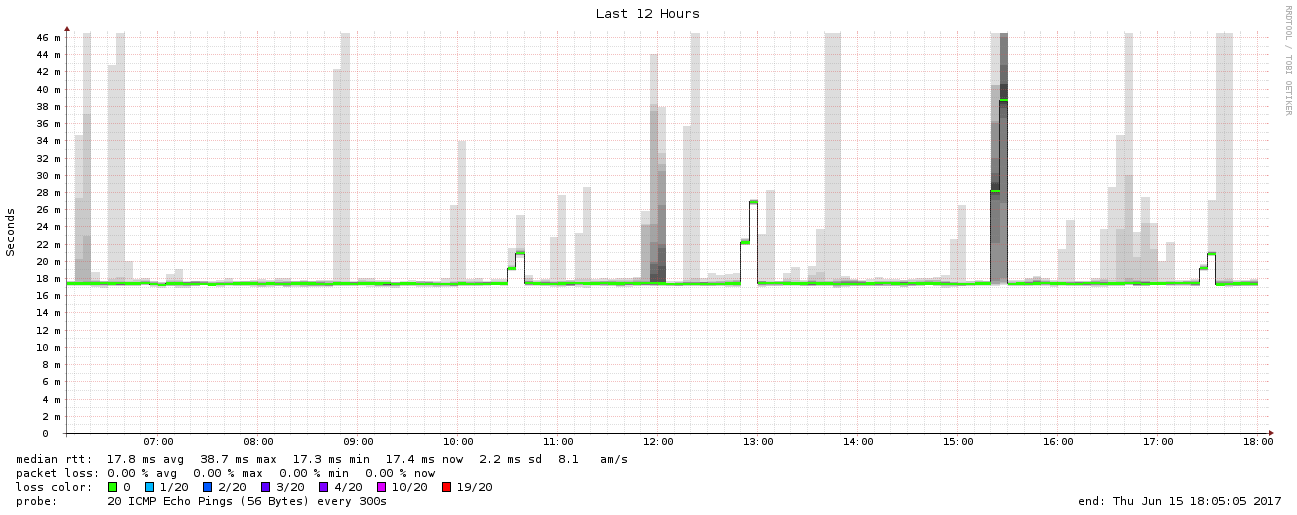 Last 12 Hours
RRDTOOL / TOBI OETIKER
Seconds
46 m
44 m
42 m
40 m
38 m
36 m
34 m
32 m
30 m
28 m
26 m
24 m
22 m
20 m
18 m
16 m
14 m
12 m
10 m
8 m
6 m
4 m
2 m
0
07:00 08:00 09:00 10:00 11:00 12:00 13:00 14:00 15:00 16:00 17:00 18:00
median rtt: 17.8 ms avg 38.7 ms max 17.3 ms min 17.4 ms now 2.2 ms sd 8.1 am/s
packet loss: 0.00 % avg 0.00 % max 0.00 % min 0.00 % now
loss color: 0 1/20 2/20 3/20 4/20 10/20 19/20
probe: 20 ICMP Echo Pings (56 Bytes) every 300s end: Thu Jun 15 18:05:05 2017